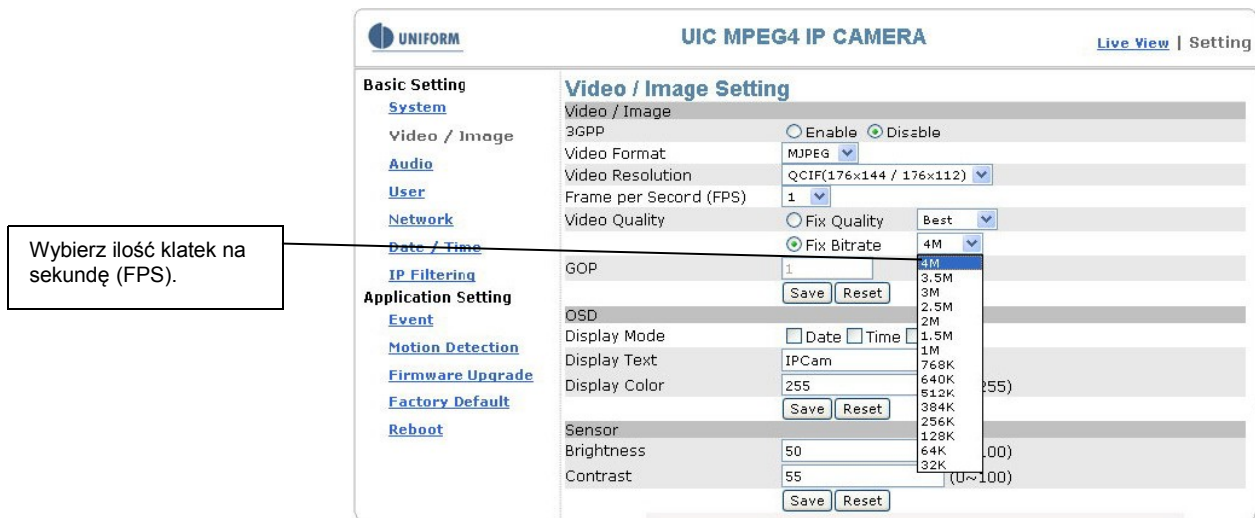 UNIFORM
UIC MPEG4 IP CAMERA
Live View | Setting
Basic Setting
System
Video / Image
Audio
User
Network
Date / Time
IP Filtering
Application Setting
Event
Motion Detection
Firmware Upgrade
Factory Default
Reboot
Wybierz ilość klatek na
sekundę (FPS).
Video / Image Setting
Video / Image
3GPP Enable Disable
Video Format MJPEG
Video Resolution QCIF(176x144 / 176x112)
Frame per Second (FPS) 1
Video Quality Fix Quality Best
Fix Bitrate 4M
4M
3.5M
3M
2.5M
2M
1.5M
1M
768K
640K
512K
384K
256K
128K
64K
32K
GOP 1
Save Reset
OSD
Display Mode Date Time
Display Text IPCam
Display Color 255 255)
Save Reset
Sensor
Brightness 50 .00)
Contrast 55 (0~100)
Save Reset